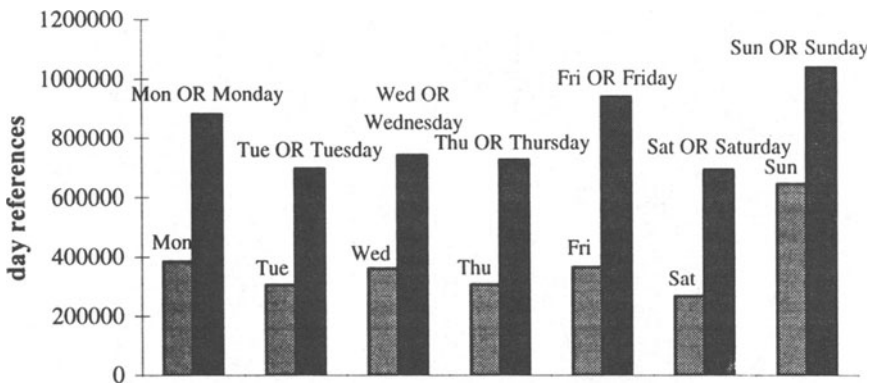 1200000
1000000
800000
600000
400000
200000
0
day references
Mon OR Monday
Mon
Tue OR Tuesday
Tue
Wed OR
Wednesday
Wed
Thu OR Thursday
Thu
Fri OR Friday
Fri
Sat OR Saturday
Sat
Sun OR Sunday
Sun